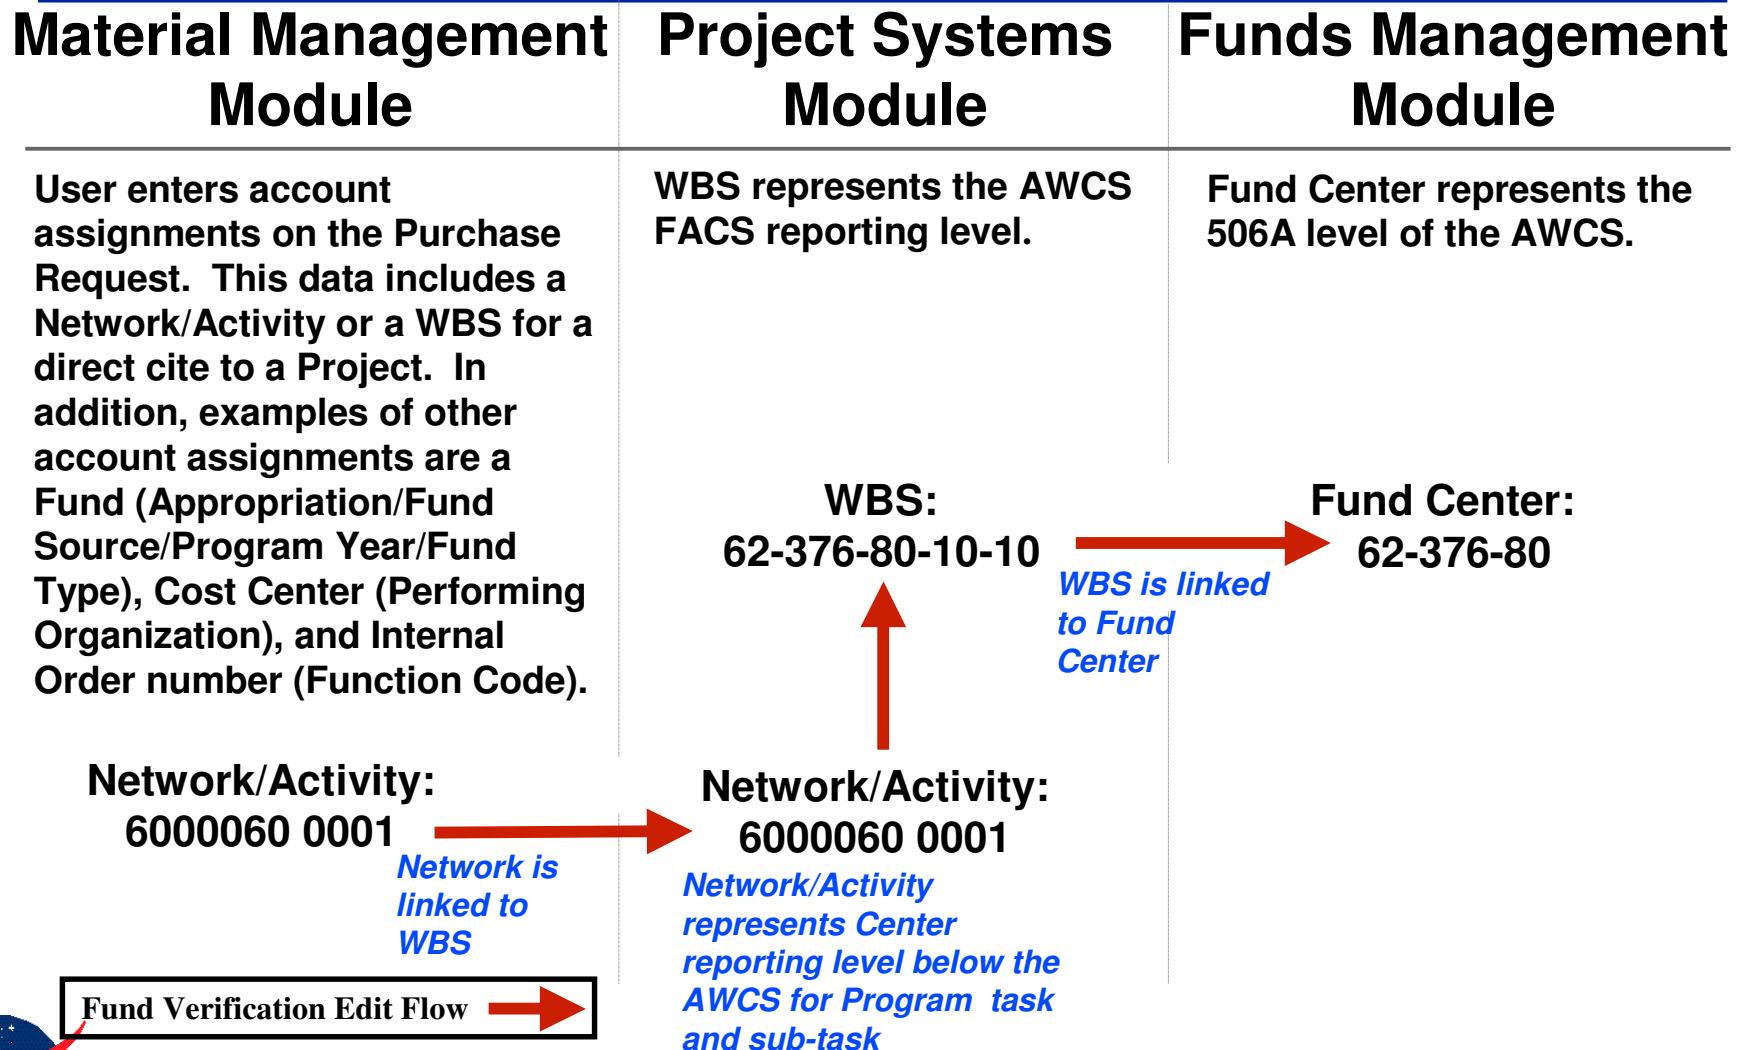 Material Management
Module
Project Systems
Module
Funds Management
Module
User enters account
assignments on the Purchase
Request.  This data includes a
Network/Activity or a WBS for a
direct cite to a Project.  In
addition, examples of other
account assignments are a
Fund (Appropriation/Fund
Source/Program Year/Fund
Type), Cost Center (Performing
Organization), and Internal
Order number (Function Code).
Network/Activity:
6000060 0001
Network is
linked to
WBS
WBS represents the AWCS
FACS reporting level.
WBS:
62-376-80-10-10
WBS is linked
to Fund
Center
Network/Activity:
6000060 0001
Network/Activity
represents Center
reporting level below the
AWCS for Program  task
and sub-task
Fund Center represents the
506A level of the AWCS.
Fund Center:
62-376-80
Fund Verification Edit Flow